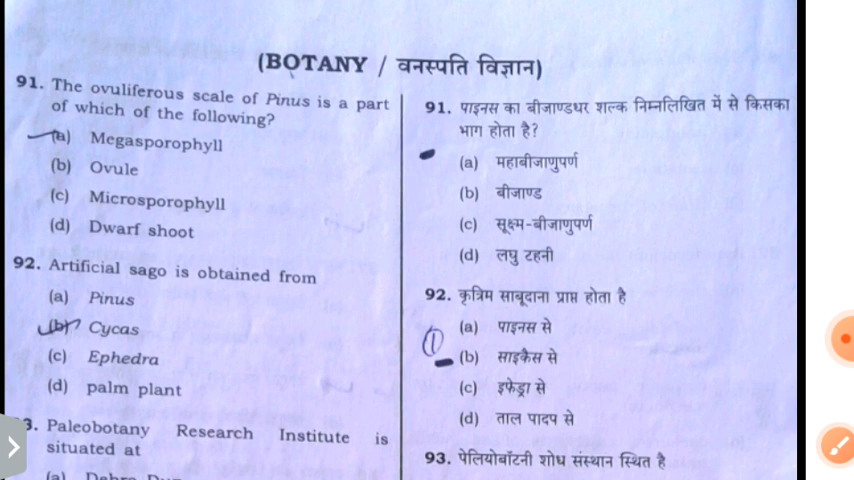 (BOTANY / वनस्पति विज्ञान)
91. The ovuliferous scale of Pinus is a part
of which of the following?
(a) Megasporophyll
(b) Ovule
(c) Microsporophyll
(d) Dwarf shoot
92. Artificial sago is obtained from
(a) Pinus
(b) Cycas
(c) Ephedra
(d) palm plant
3. Paleobotany Research Institute is
situated at
(a)
91. पाइनस का बीजाण्डधर शल्क निम्नलिखित में से किसका
भाग होता है?
(a) महाबीजाणुपर्ण
(b) बीजाण्ड
(c) सूक्ष्म-बीजाणुपर्ण
(d) लघु टहनी
92. कृत्रिम साबूदाना प्राप्त होता है
(a) पाइनस से
(b) साइकैस से
(c) इफेड्रा से
(d) ताल पादप से
93. पेलियोबॉटनी शोध संस्थान स्थित है